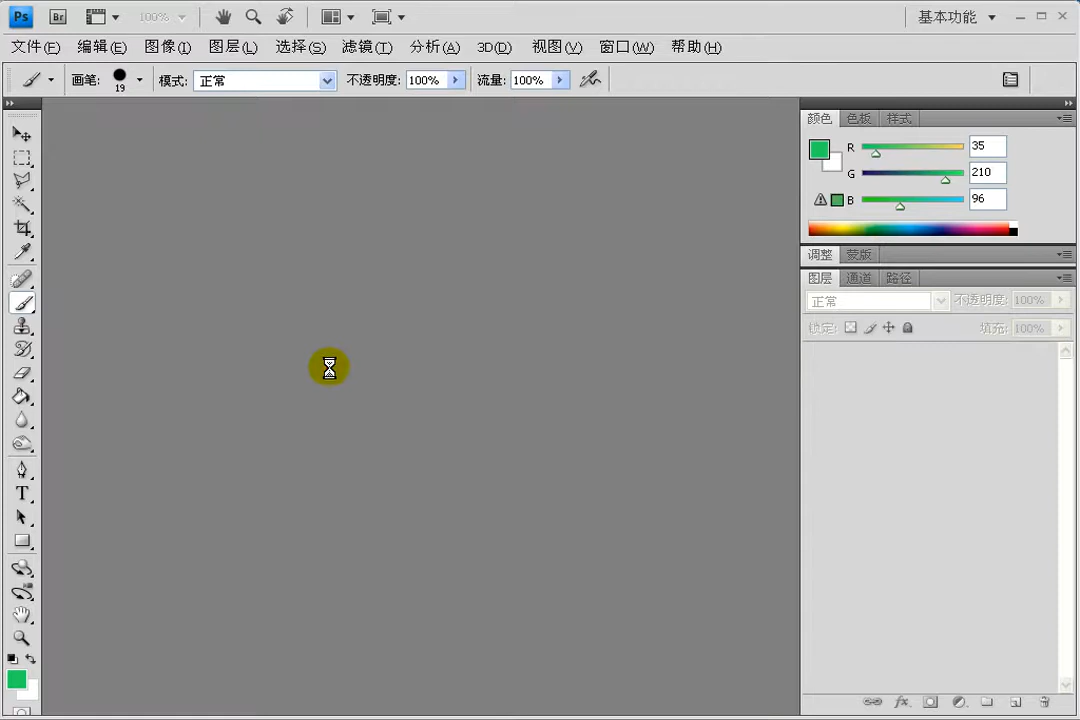 Ps Br 100% 基本功能
文件(F) 编辑(E) 图像(I) 图层(L) 选择(S) 滤镜(T) 分析(A) 3D(D) 视图(V) 窗口(W) 帮助(H)
画笔: 19 模式: 正常 不透明度: 100% 流量: 100%
颜色 色板 样式
R 35
G 210
B 96
调整 蒙版
图层 通道 路径
正常 不透明度: 100%
锁定: 填充: 100%
T
fx